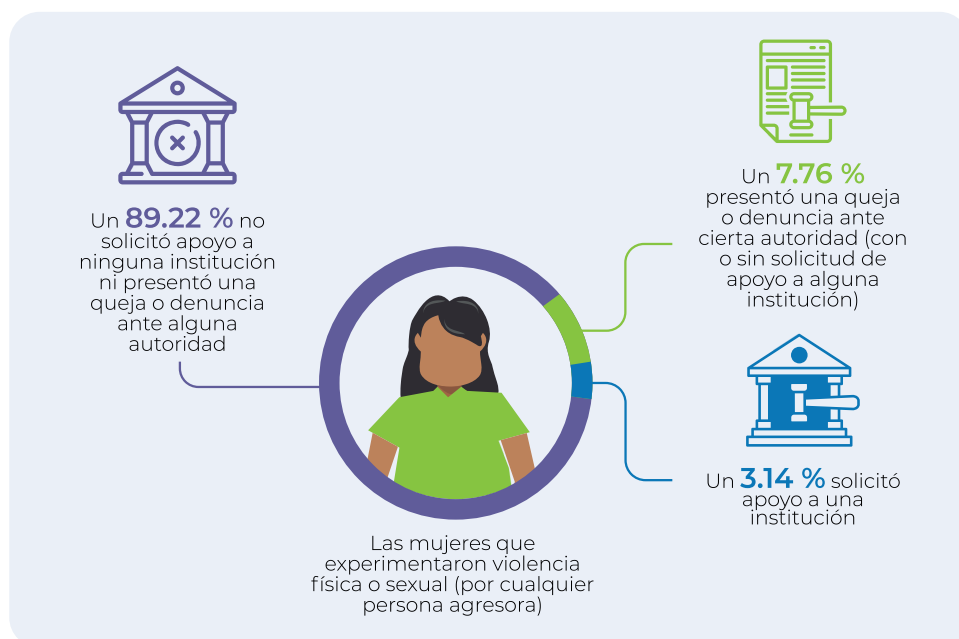 Un 89.22 % no
solicitó apoyo a
ninguna institución
ni presentó una
queja o denuncia
ante alguna
autoridad
Un 7.76 %
presentó una queja
o denuncia ante
cierta autoridad (con
o sin solicitud de
apoyo a alguna
institución)
Un 3.14 % solicitó
apoyo a una
institución
Las mujeres que
experimentaron violencia
física o sexual (por cualquier
persona agresora)